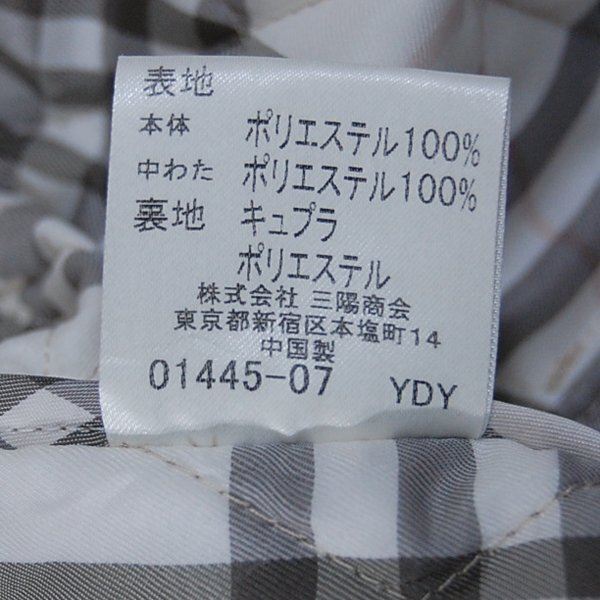 表地
本体 ポリエステル100%
中わた ポリエステル100%
裏地 キュプラ
ポリエステル
株式会社 三陽商会
東京都新宿区本塩町14
中国製
01445-07 YDY